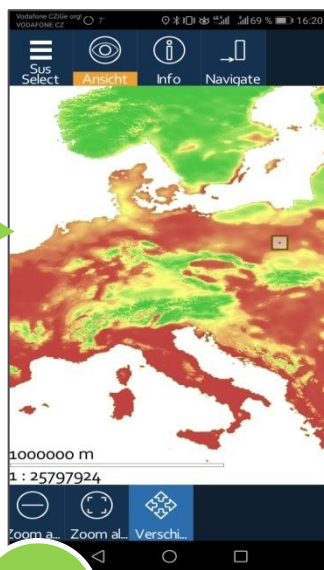 Vodafone CZ|Ge org!
VODAFONE CZ
69 % 16:20
Sus
Select
Ansicht
Info
Navigate
1000000 m
1 : 25797924
Zoom a...
Zoom al...
Verschi...